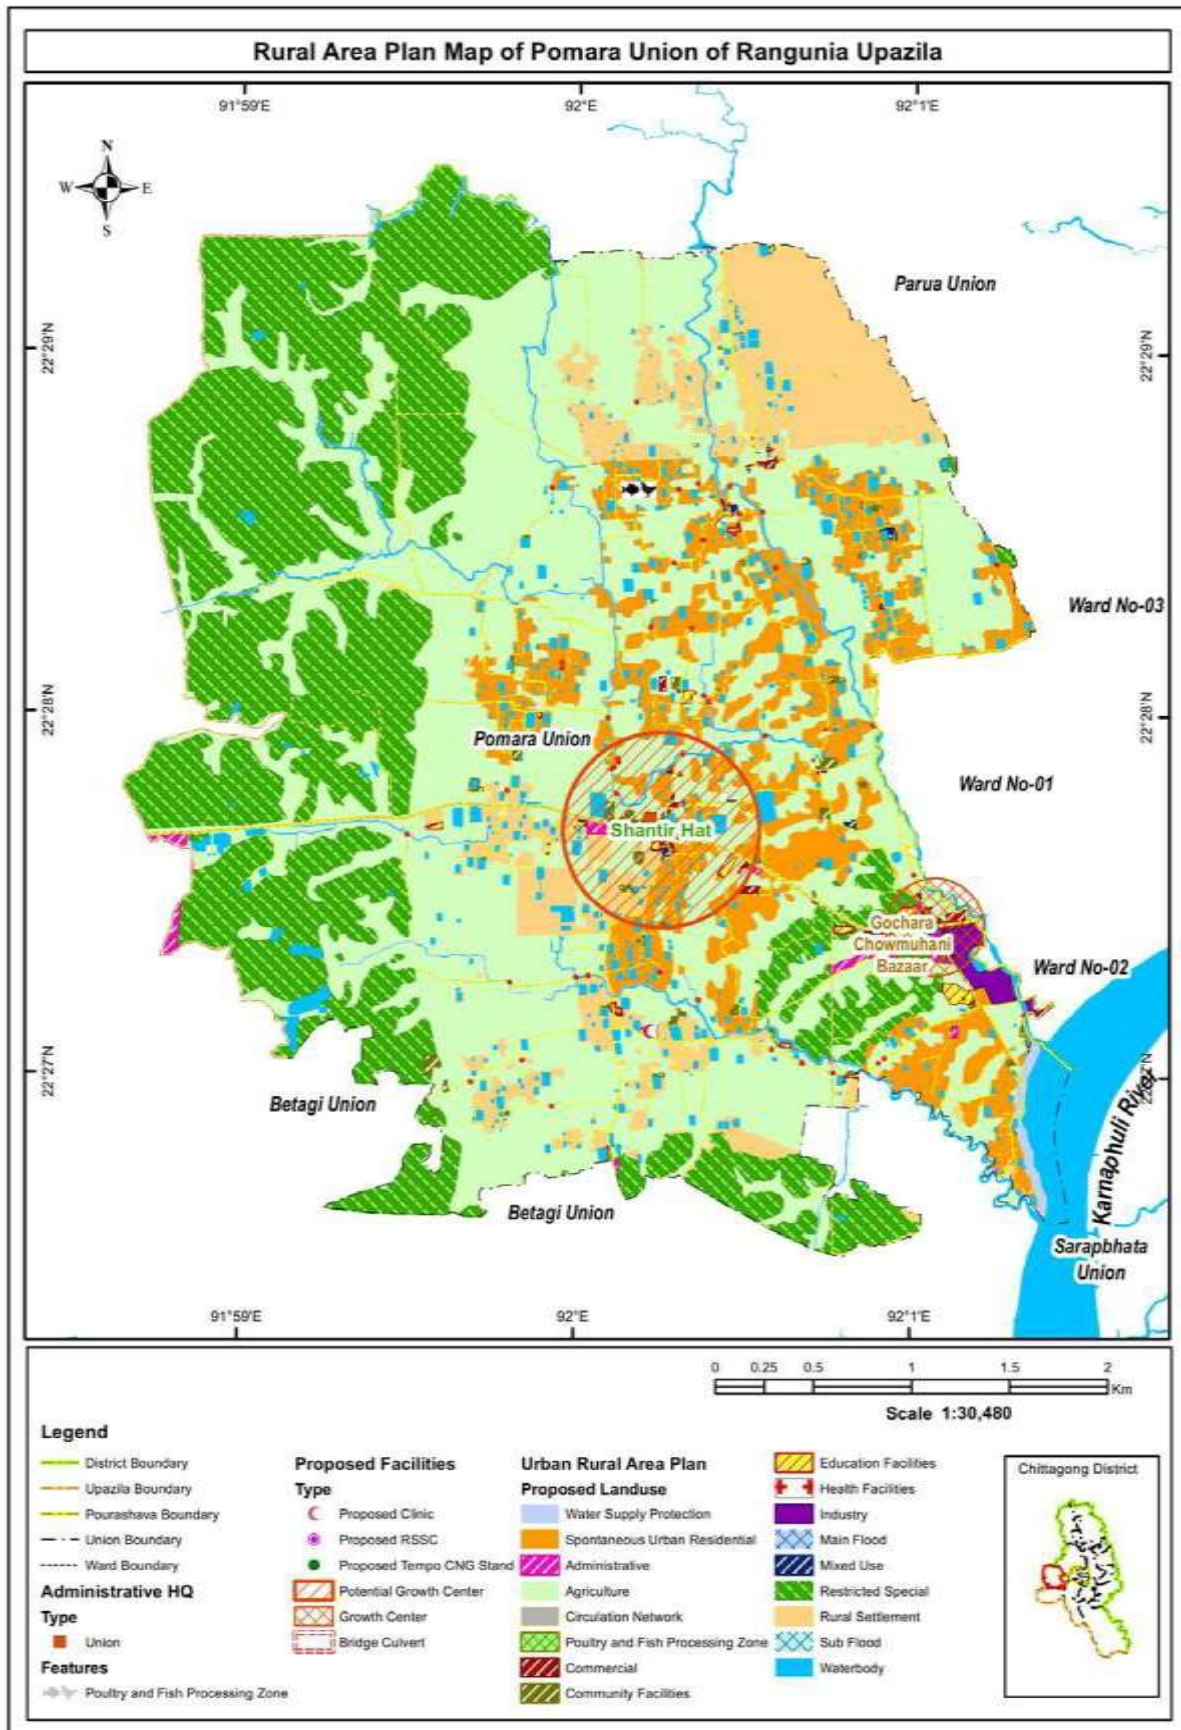 Rural Area Plan Map of Pomara Union of Rangunia Upazila
91°59'E
92°E
92°1'E
N
W
E
S
Parua Union
22°29'N
22°29'N
Ward No-03
22°28'N
22°28'N
Pomara Union
Ward No-01
Shantir Hat
Gochara
Chowmuhani
Bazaar
Ward No-02
22°27'N
Betagi Union
Karnaphuli River
Betagi Union
Sarapbhata
Union
91°59'E
92°E
92°1'E
0 0.25 0.5 1 1.5 2
Km
Scale 1:30,480
Legend
District Boundary
Upazila Boundary
Pourashava Boundary
Union Boundary
Ward Boundary
Administrative HQ
Type
Union
Features
Poultry and Fish Processing Zone
Proposed Facilities
Type
Proposed Clinic
Proposed RSSC
Proposed Tempo CNG Stand
Potential Growth Center
Growth Center
Bridge Culvert
Urban Rural Area Plan
Proposed Landuse
Water Supply Protection
Spontaneous Urban Residential
Administrative
Agriculture
Circulation Network
Poultry and Fish Processing Zone
Commercial
Community Facilities
Education Facilities
Health Facilities
Industry
Main Flood
Mixed Use
Restricted Special
Rural Settlement
Sub Flood
Waterbody
Chittagong District